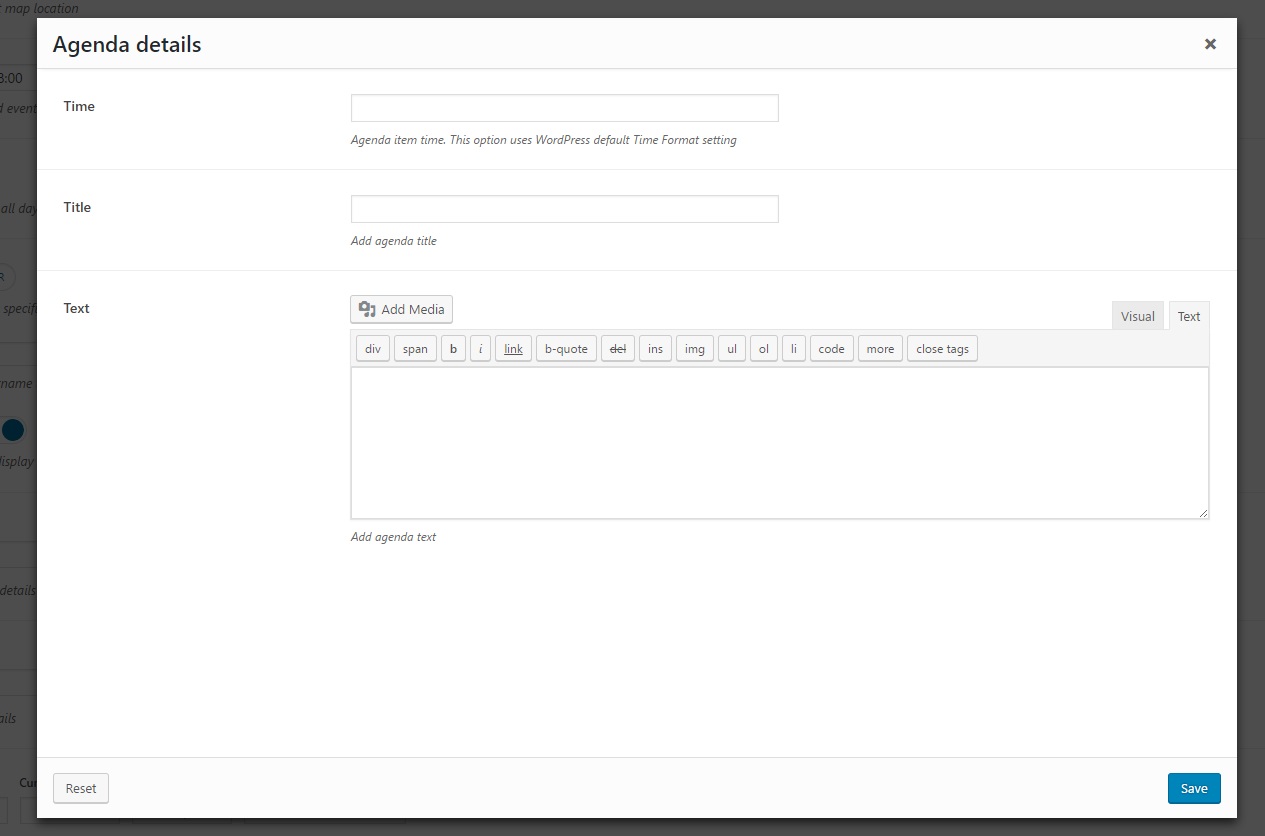 map location
Agenda details
×
8:00
Time
d event
Agenda item time. This option uses WordPress default Time Format setting
all day
Title
Add agenda title
R
specifi
Text
Add Media
Visual Text
div span b i link b-quote del ins img ul ol li code more close tags
name
display
Add agenda text
details
ails
Cur
Reset Save